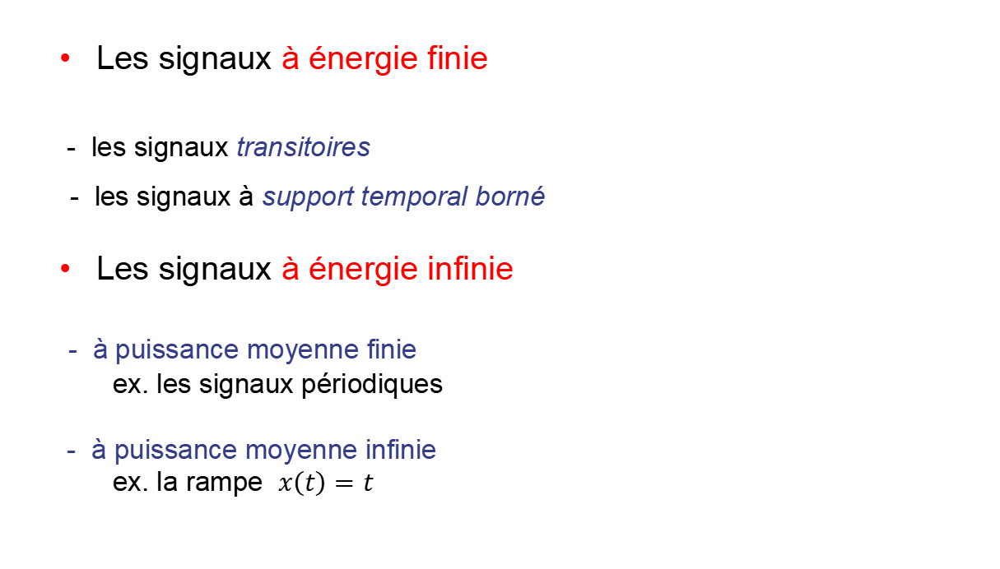 • Les signaux à énergie finie
- les signaux transitoires
- les signaux à support temporal borné
• Les signaux à énergie infinie
- à puissance moyenne finie
ex. les signaux périodiques
- à puissance moyenne infinie
ex. la rampe x(t) = t